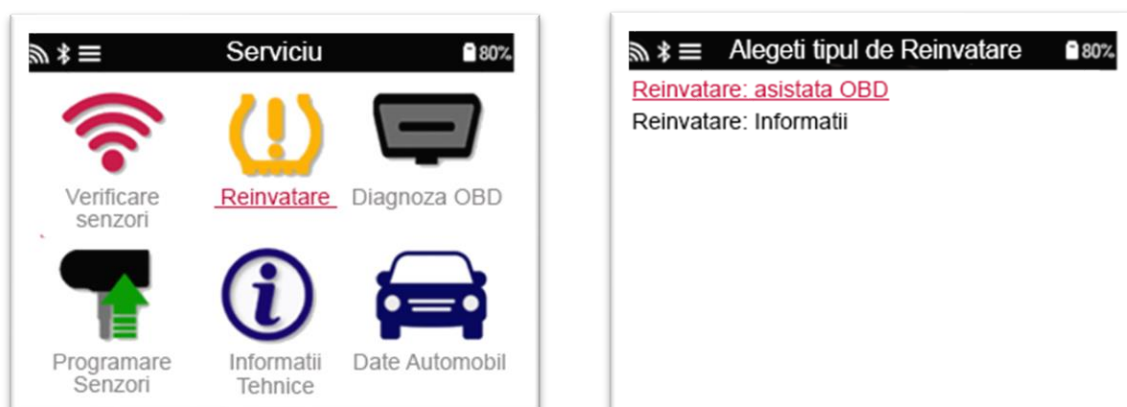 Serviciu
80%
Verificare
senzori
Reinvatare
Diagnoza OBD
Programare
Senzori
Informatii
Tehnice
Date Automobil
Alegeti tipul de Reinvatare
80%
Reinvatare: asistata OBD
Reinvatare: Informatii